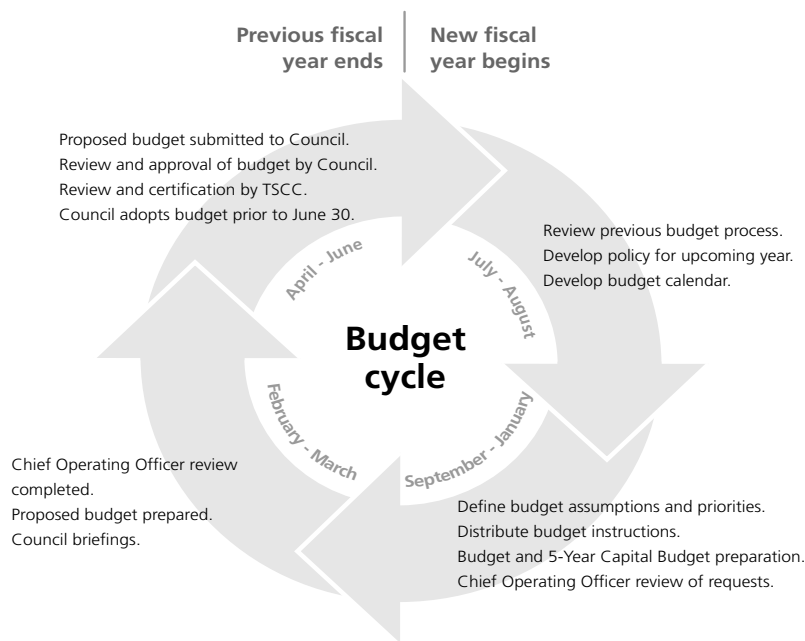 Previous fiscal
year ends
New fiscal
year begins
Proposed budget submitted to Council.
Review and approval of budget by Council.
Review and certification by TSCC.
Council adopts budget prior to June 30.
April - June
July - August
Review previous budget process.
Develop policy for upcoming year.
Develop budget calendar.
Budget
cycle
February - March
September - January
Chief Operating Officer review
completed.
Proposed budget prepared.
Council briefings.
Define budget assumptions and priorities.
Distribute budget instructions.
Budget and 5-Year Capital Budget preparation.
Chief Operating Officer review of requests.